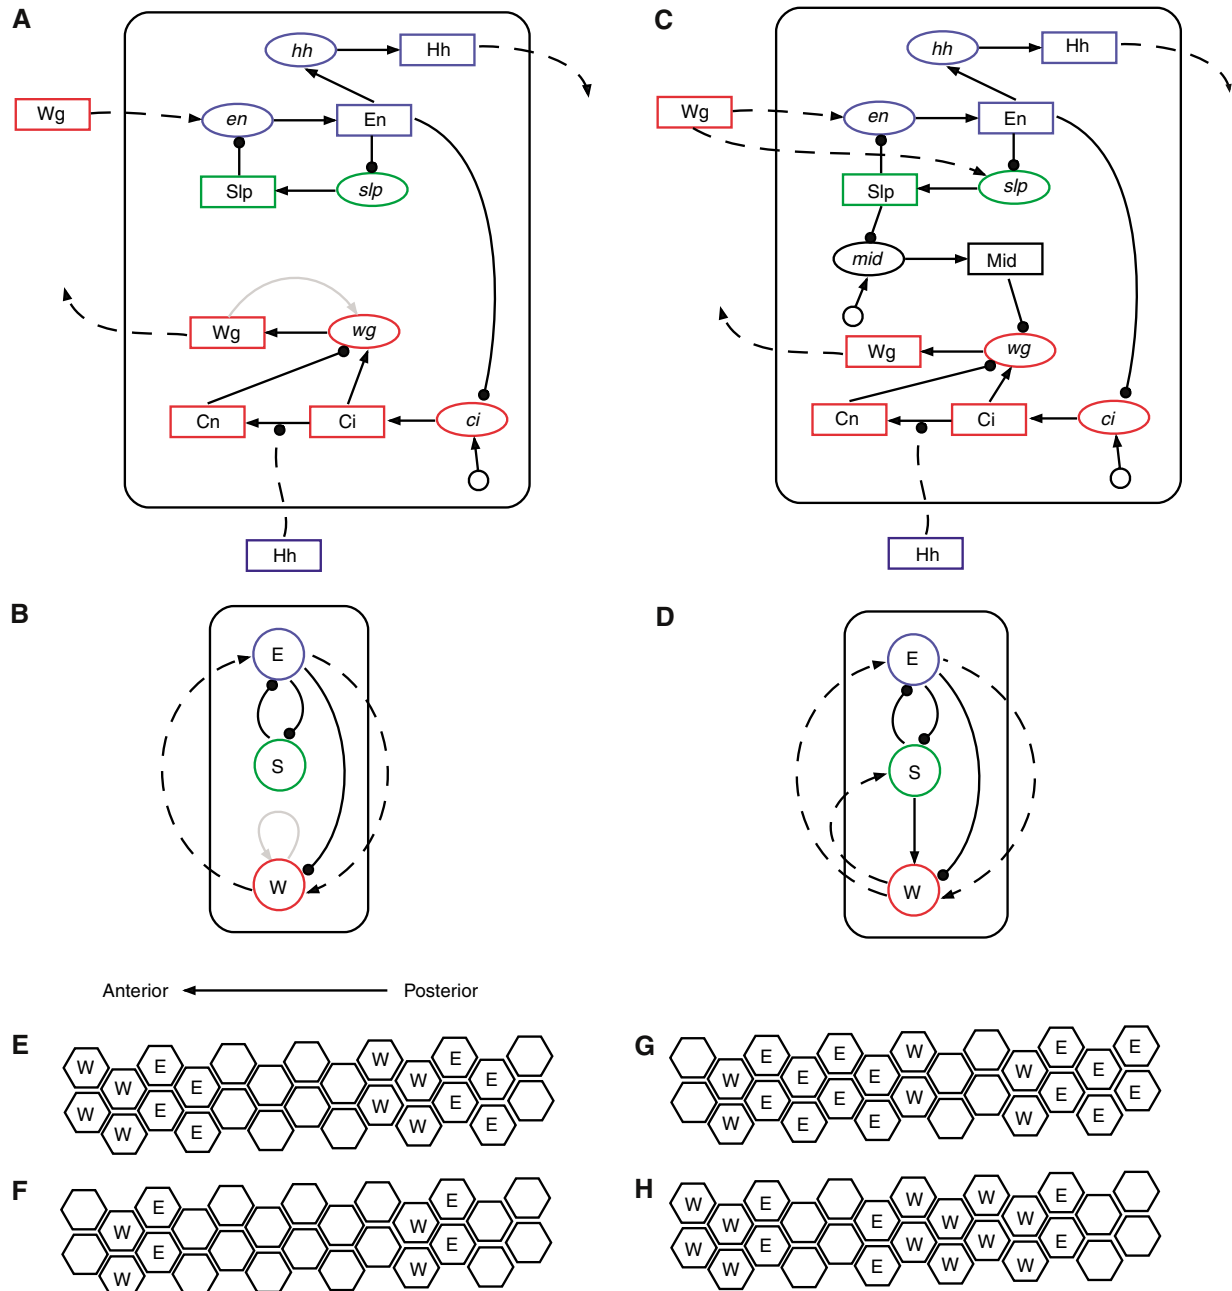 A
hh
Hh
Wg
en
En
Slp
slp
Wg
wg
Cn
Ci
ci
Hh
C
hh
Hh
Wg
en
En
Slp
slp
mid
Mid
Wg
wg
Cn
Ci
ci
Hh
B
E
S
W
D
E
S
W
Anterior
Posterior
E
W E W E
W E W E
W E W E
W E W E
G
E E W E E
W E E W E
E E W E E
W E E W E
F
E E
W W
E E
W W
H
W E W W E
W E W W
W E W W E
W E W W